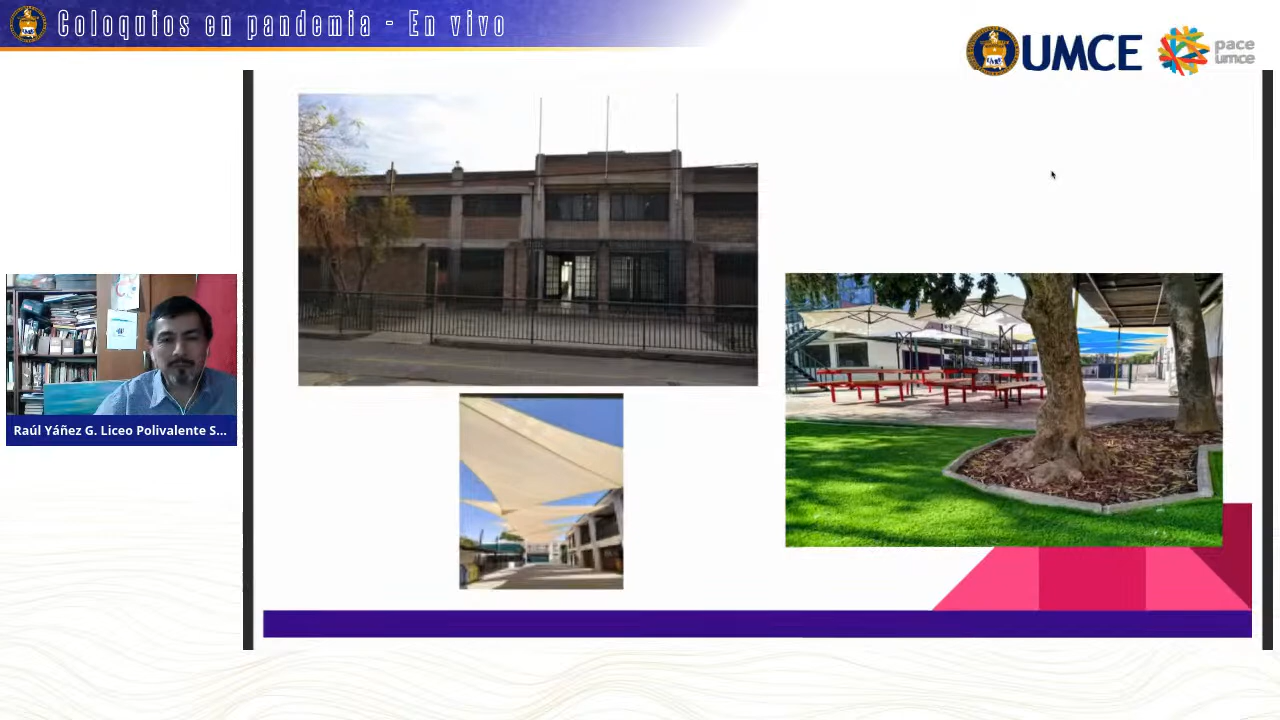 Coloquios en pandemia - En vivo
UMCE
pace
umce
Raúl Yáñez G. Liceo Polivalente S...